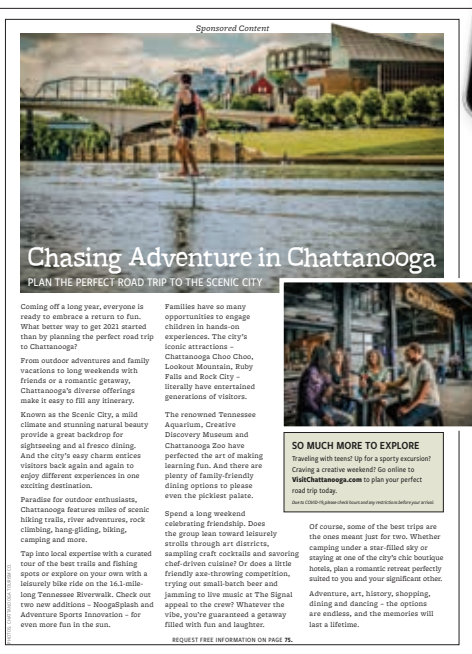 Sponsored Content
Chasing Adventure in Chattanooga
PLAN THE PERFECT ROAD TRIP TO THE SCENIC CITY
Coming off a long year, everyone is
ready to embrace a return to fun.
What better way to get 2021 started
than by planning the perfect road trip
to Chattanooga?
From outdoor adventures and family
vacations to long weekends with
friends or a romantic getaway,
Chattanooga's diverse offerings
make it easy to fill any itinerary.
Known as the Scenic City, a mild
climate and stunning natural beauty
provide a great backdrop for
sightseeing and al fresco dining.
And the city's easy charm entices
visitors back again and again to
enjoy different experiences in one
exciting destination.
Paradise for outdoor enthusiasts,
Chattanooga features miles of scenic
hiking trails, river adventures, rock
climbing, hang-gliding, biking,
camping and more.
Tap into local expertise with a curated
tour of the best trails and fishing
spots or explore on your own with a
leisurely bike ride on the 16.1-mile-
long Tennessee Riverwalk. Check out
two new additions – NoogaSplash and
Adventure Sports Innovation – for
even more fun in the sun.
Families have so many
opportunities to engage
children in hands-on
experiences. The city's
iconic attractions –
Chattanooga Choo Choo,
Lookout Mountain, Ruby
Falls and Rock City –
literally have entertained
generations of visitors.
The renowned Tennessee
Aquarium, Creative
Discovery Museum and
Chattanooga Zoo have
perfected the art of making
learning fun. And there are
plenty of family-friendly
dining options to please
even the pickiest palate.
Spend a long weekend
celebrating friendship. Does
the group lean toward leisurely
strolls through art districts,
sampling craft cocktails and savoring
chef-driven cuisine? Or does a little
friendly axe-throwing competition,
trying out small-batch beer and
jamming to live music at The Signal
appeal to the crew? Whatever the
vibe, you're guaranteed a getaway
filled with fun and laughter.
SO MUCH MORE TO EXPLORE
Traveling with teens? Up for a sporty excursion?
Craving a creative weekend? Go online to
VisitChattanooga.com to plan your perfect
road trip today.
Due to COVID-19, please check hours and any restrictions before your arrival.
Of course, some of the best trips are
the ones meant just for two. Whether
camping under a star-filled sky or
staying at one of the city's chic boutique
hotels, plan a romantic retreat perfectly
suited to you and your significant other.
Adventure, art, history, shopping,
dining and dancing – the options
are endless, and the memories will
last a lifetime.
REQUEST FREE INFORMATION ON PAGE 75.
PHOTOS: CHATTANOOGA TOURISM CO.